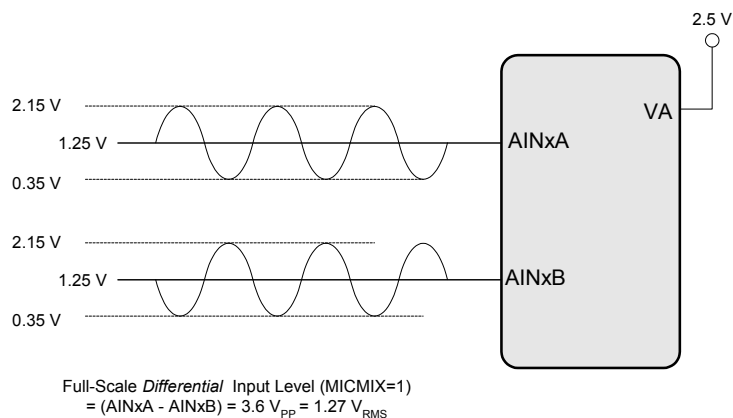 2.5 V
VA
2.15 V
1.25 V
AINxA
0.35 V
2.15 V
1.25 V
AINxB
0.35 V
Full-Scale Differential Input Level (MICMIX=1)
= (AINxA - AINxB) = 3.6 VPP = 1.27 VRMS